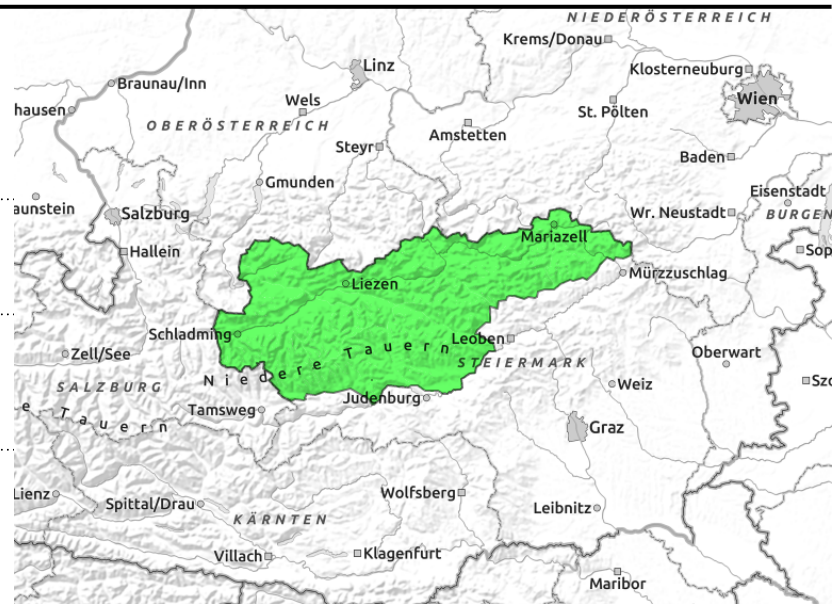 NIEDERÖSTERREICH
Krems/Donau
Linz
Klosterneuburg
Braunau/Inn
Wien
Wels
hausen
St. Pölten
OBERÖSTERREICH
Amstetten
Steyr
Baden
Gmunden
Eisenstadt
aunstein
Salzburg
Wr. Neustadt
BURGEN
Mariazell
Hallein
Sop
Mürzzuschlag
Liezen
Schladming
Leoben
Niedere Tauern
Zell/See
Oberwart
STEIERMARK
SALZBURG
Weiz
Szo
Judenburg
Tamsweg
e Tauern
Graz
Lienz
Wolfsberg
Spittal/Drau
Leibnitz
KÄRNTEN
Villach
Klagenfurt
Maribor